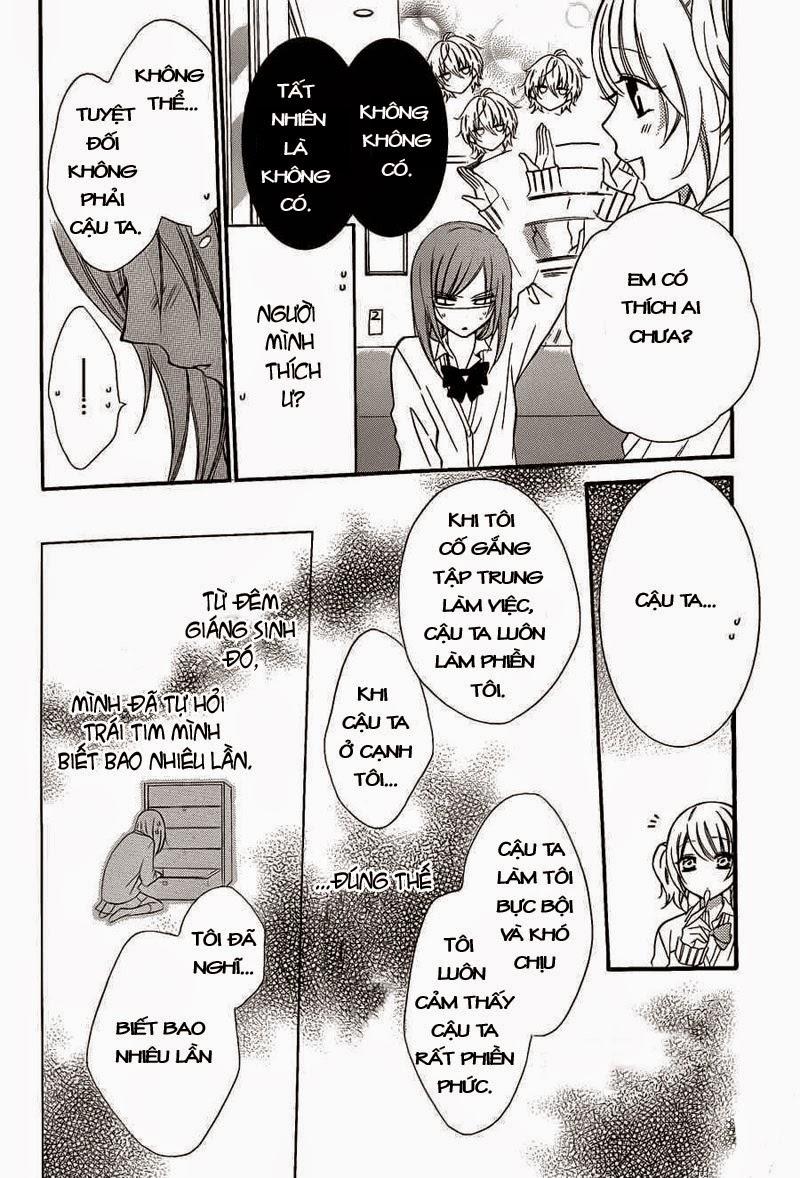 EM CÓ
THÍCH AI
CHƯA?
KHÔNG,
KHÔNG
CÓ.
TẤT
NHIÊN
LÀ
KHÔNG
CÓ.
2
NGƯỜI
MÌNH
THÍCH
Ư?
KHÔNG
THỂ...
TUYỆT
ĐỐI
KHÔNG
PHẢI
CẬU TA.
...
CẬU TA...
KHI TÔI
CỐ GẮNG
TẬP TRUNG
LÀM VIỆC,
CẬU TA LUÔN
LÀM PHIỀN
TÔI.
KHI
CẬU TA
Ở CẠNH
TÔI...
CẬU TA
LÀM TÔI
BỰC BỘI
VÀ KHÓ
CHỊU
TÔI
LUÔN
CẢM THẤY
CẬU TA
RẤT PHIỀN
PHỨC.
...ĐÚNG THẾ
TỪ ĐÊM
GIÁNG SINH
ĐÓ,
MÌNH ĐÃ TỰ HỎI
TRÁI TIM MÌNH
BIẾT BAO NHIÊU LẦN.
TÔI ĐÃ
NGHĨ...
BIẾT BAO
NHIÊU LẦN